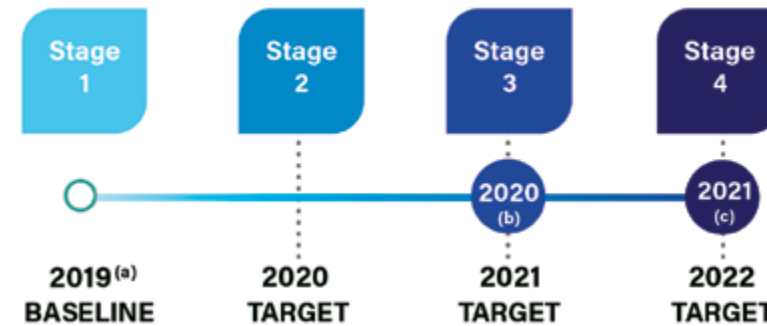 Stage
1
Stage
2
Stage
3
Stage
4
2020
(b)
2021
(c)
2019(a)
BASELINE
2020
TARGET
2021
TARGET
2022
TARGET